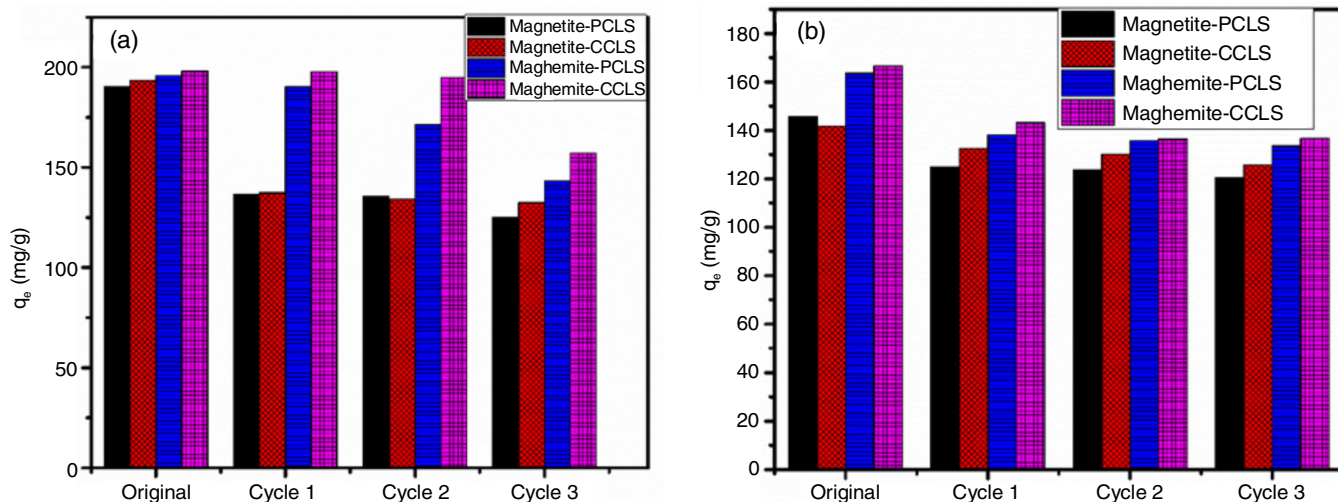 (a)
Magnetite-PCLS
Magnetite-CCLS
Maghemite-PCLS
Maghemite-CCLS
200
150
100
50
0
qe (mg/g)
Original Cycle 1 Cycle 2 Cycle 3
(b)
Magnetite-PCLS
Magnetite-CCLS
Maghemite-PCLS
Maghemite-CCLS
180
160
140
120
100
80
60
40
20
0
qe (mg/g)
Original Cycle 1 Cycle 2 Cycle 3